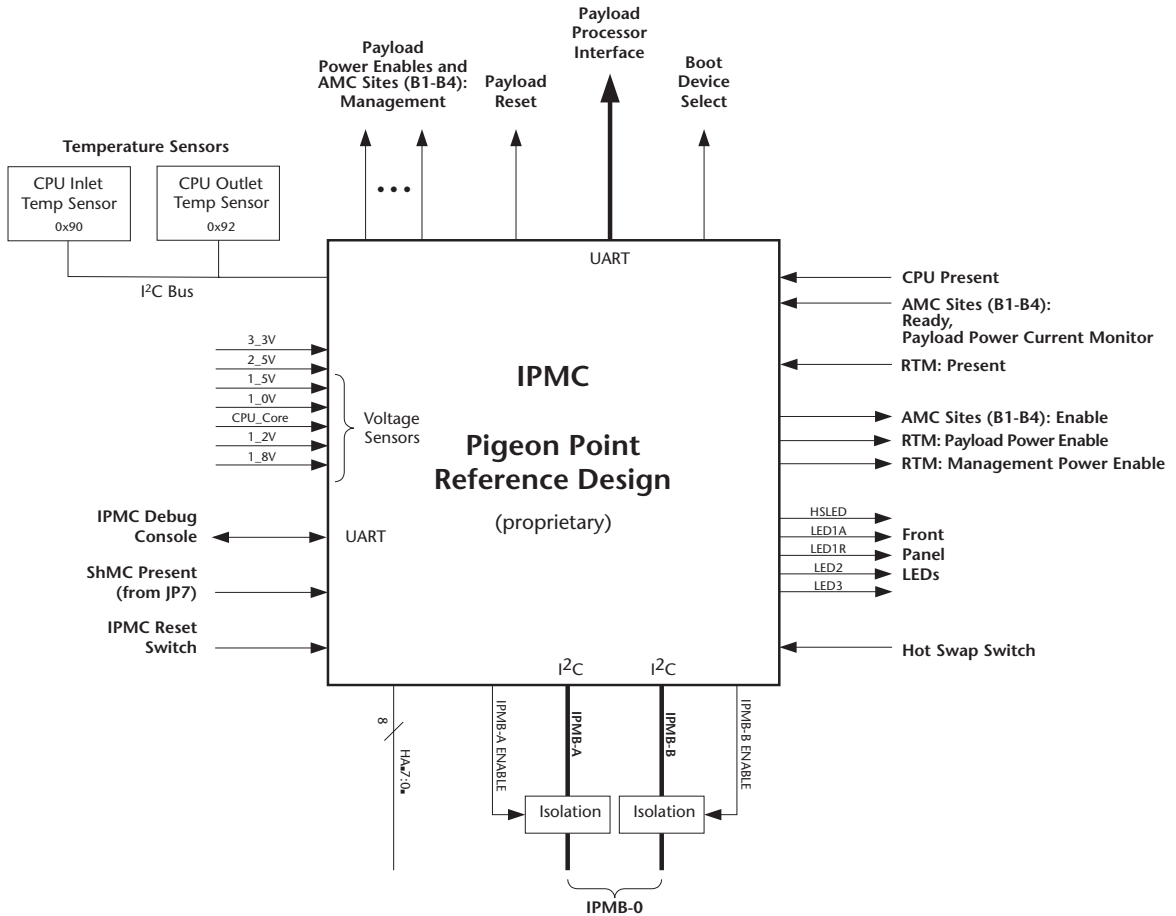 Payload
Power Enables and
AMC Sites (B1-B4):
Management
Payload
Reset
Payload
Processor
Interface
Boot
Device
Select
Temperature Sensors
CPU Inlet
Temp Sensor
0x90
CPU Outlet
Temp Sensor
0x92
I²C Bus
UART
CPU Present
AMC Sites (B1-B4):
Ready,
Payload Power Current Monitor
RTM: Present
3_3V
2_5V
1_5V
1_0V
CPU_Core
1_2V
1_8V
Voltage
Sensors
IPMC
Pigeon Point
Reference Design
(proprietary)
AMC Sites (B1-B4): Enable
RTM: Payload Power Enable
RTM: Management Power Enable
IPMC Debug
Console
UART
ShMC Present
(from JP7)
IPMC Reset
Switch
HSLED
LED1A
LED1R
LED2
LED3
Front
Panel
LEDs
Hot Swap Switch
I²C
I²C
8
HA▪7:0▪
IPMB-A ENABLE
IPMB-A
IPMB-B
IPMB-B ENABLE
Isolation
Isolation
IPMB-0